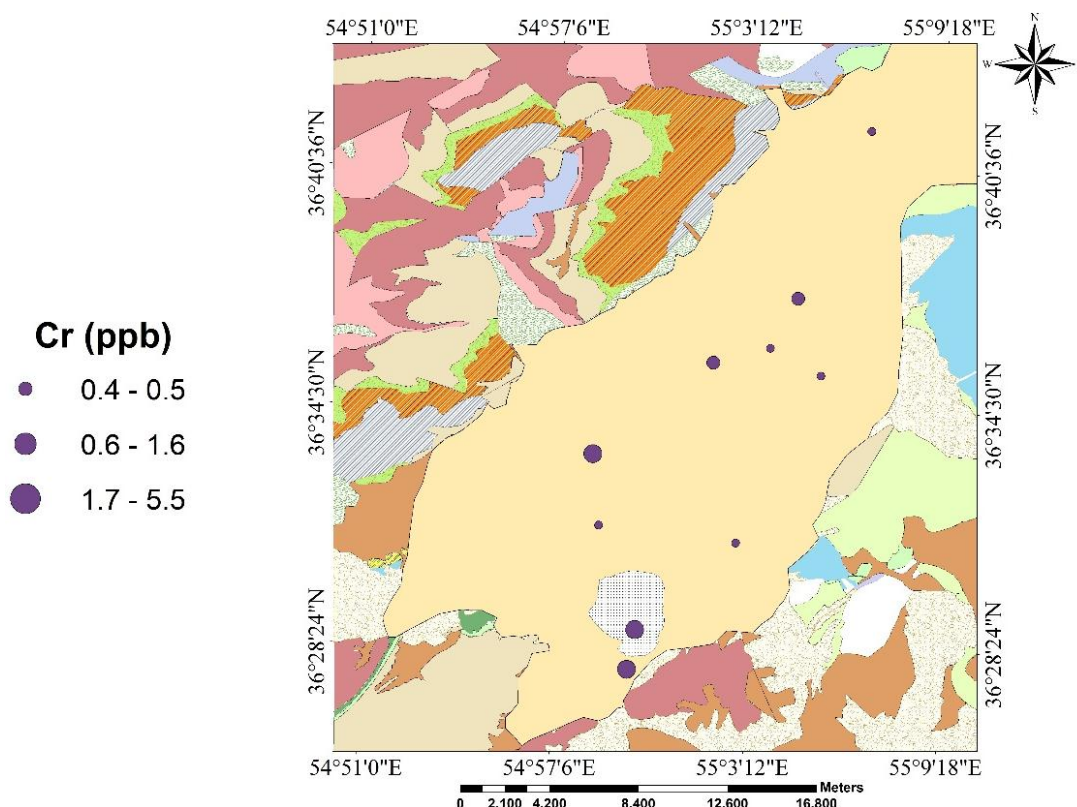 54°51'0"E 54°57'6"E 55°3'12"E 55°9'18"E
N
W
S
36°40'36"N
36°34'30"N
36°28'24"N
36°40'36"N
36°34'30"N
36°28'24"N
Cr (ppb)
0.4 - 0.5
0.6 - 1.6
1.7 - 5.5
54°51'0"E 54°57'6"E 55°3'12"E 55°9'18"E
Meters
0 2.100 4.200 8.400 12.600 16.800